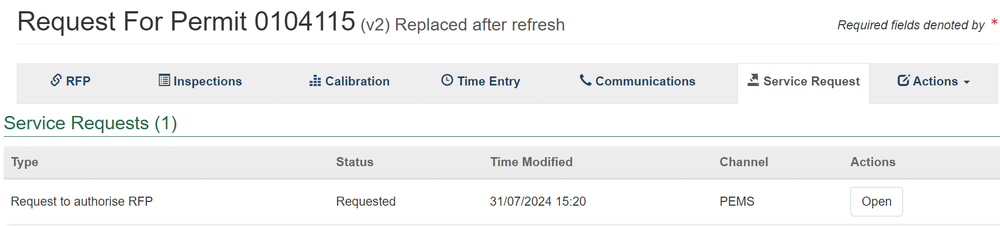 Request For Permit 0104115 (v2) Replaced after refresh
Required fields denoted by *
RFP Inspections Calibration Time Entry Communications Service Request Actions
Service Requests (1)
Type Status Time Modified Channel Actions
Request to authorise RFP Requested 31/07/2024 15:20 PEMS Open